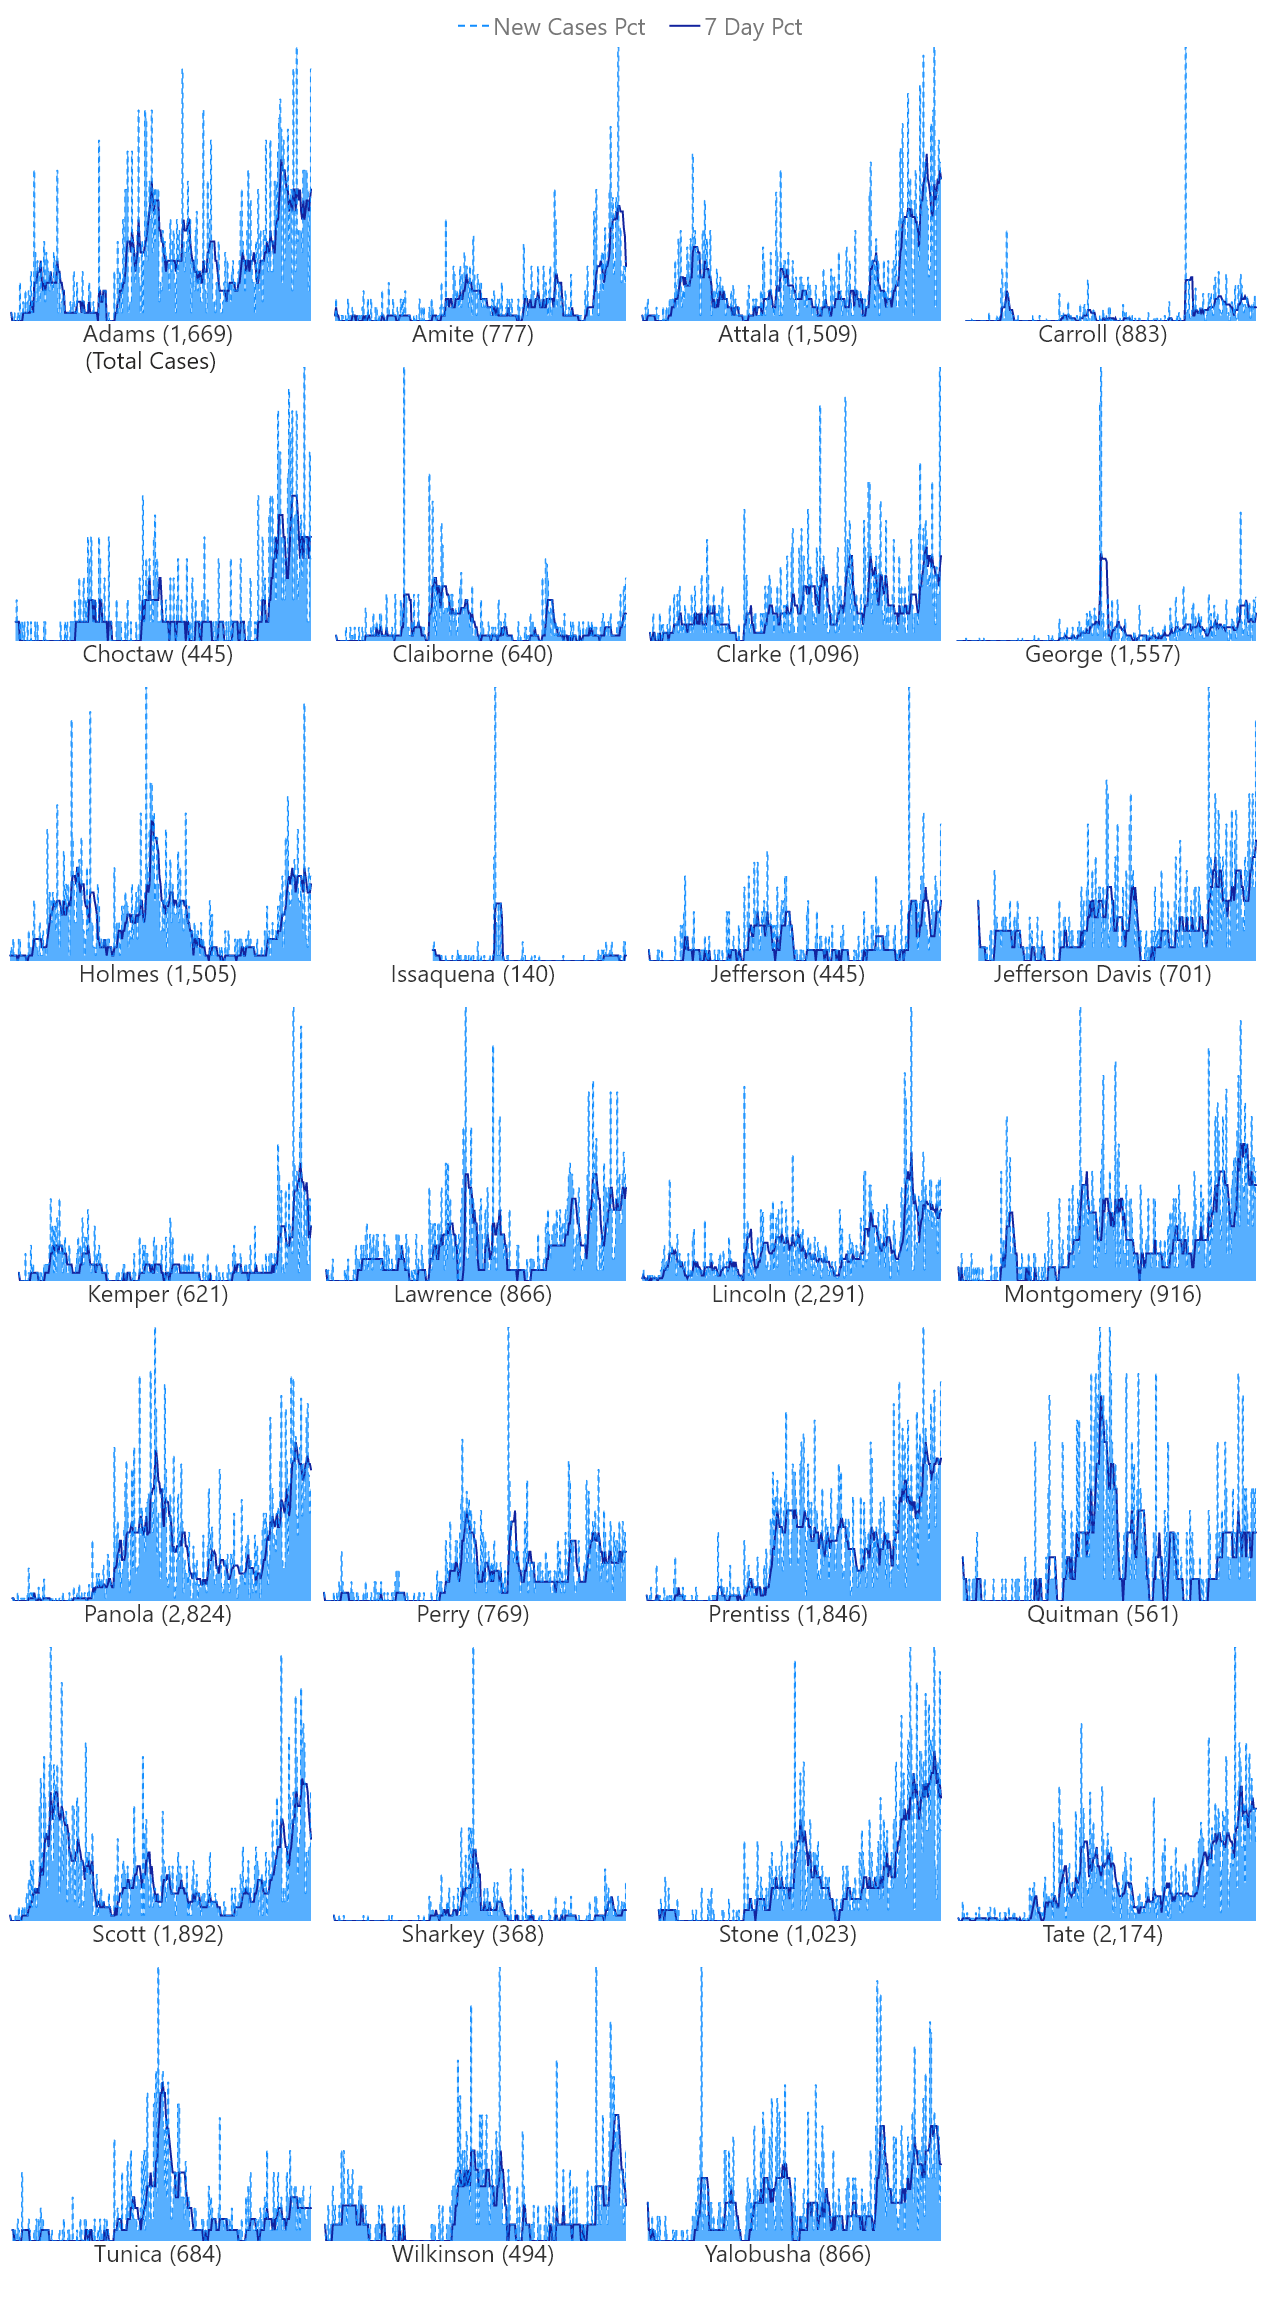 New Cases Pct 7 Day Pct
Adams (1,669) Amite (777) Attala (1,509) Carroll (883)
(Total Cases)
Choctaw (445) Claiborne (640) Clarke (1,096) George (1,557)
Holmes (1,505) Issaquena (140) Jefferson (445) Jefferson Davis (701)
Kemper (621) Lawrence (866) Lincoln (2,291) Montgomery (916)
Panola (2,824) Perry (769) Prentiss (1,846) Quitman (561)
Scott (1,892) Sharkey (368) Stone (1,023) Tate (2,174)
Tunica (684) Wilkinson (494) Yalobusha (866)